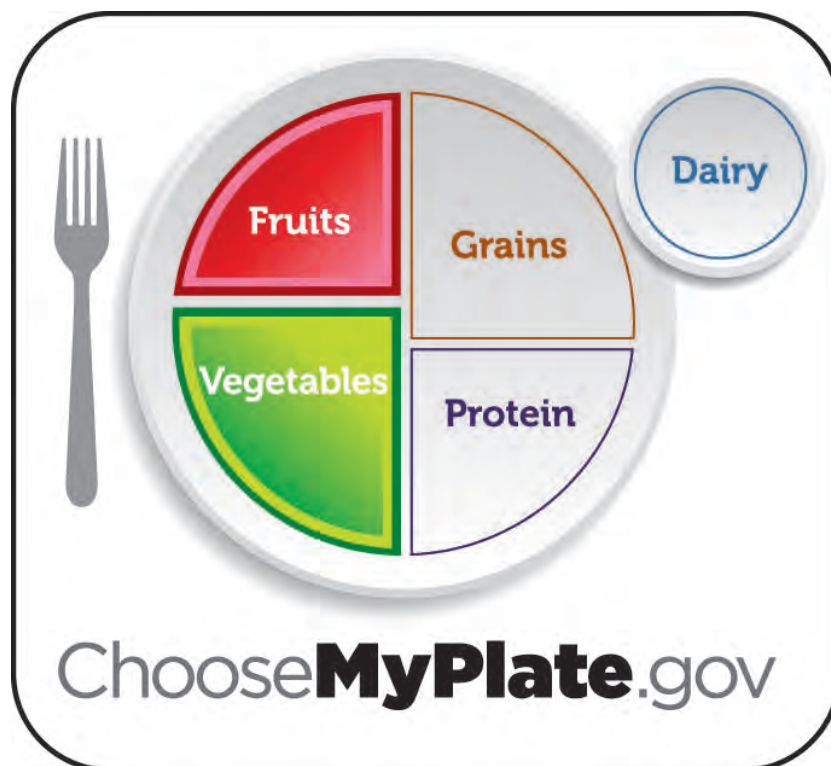 Fruits
Grains
Dairy
Vegetables
Protein
ChooseMyPlate.gov